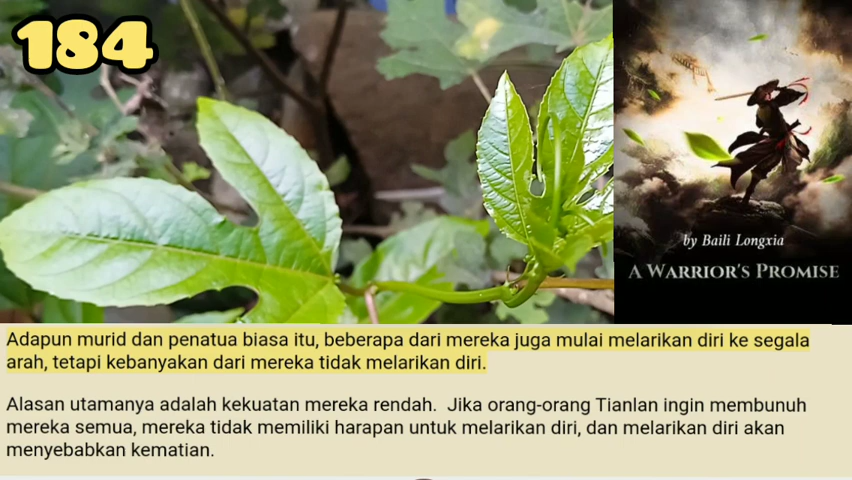 184
by Baili Longxia
A WARRIOR'S PROMISE
Adapun murid dan penatua biasa itu, beberapa dari mereka juga mulai melarikan diri ke segala
arah, tetapi kebanyakan dari mereka tidak melarikan diri.
Alasan utamanya adalah kekuatan mereka rendah. Jika orang-orang Tianlan ingin membunuh
mereka semua, mereka tidak memiliki harapan untuk melarikan diri, dan melarikan diri akan
menyebabkan kematian.